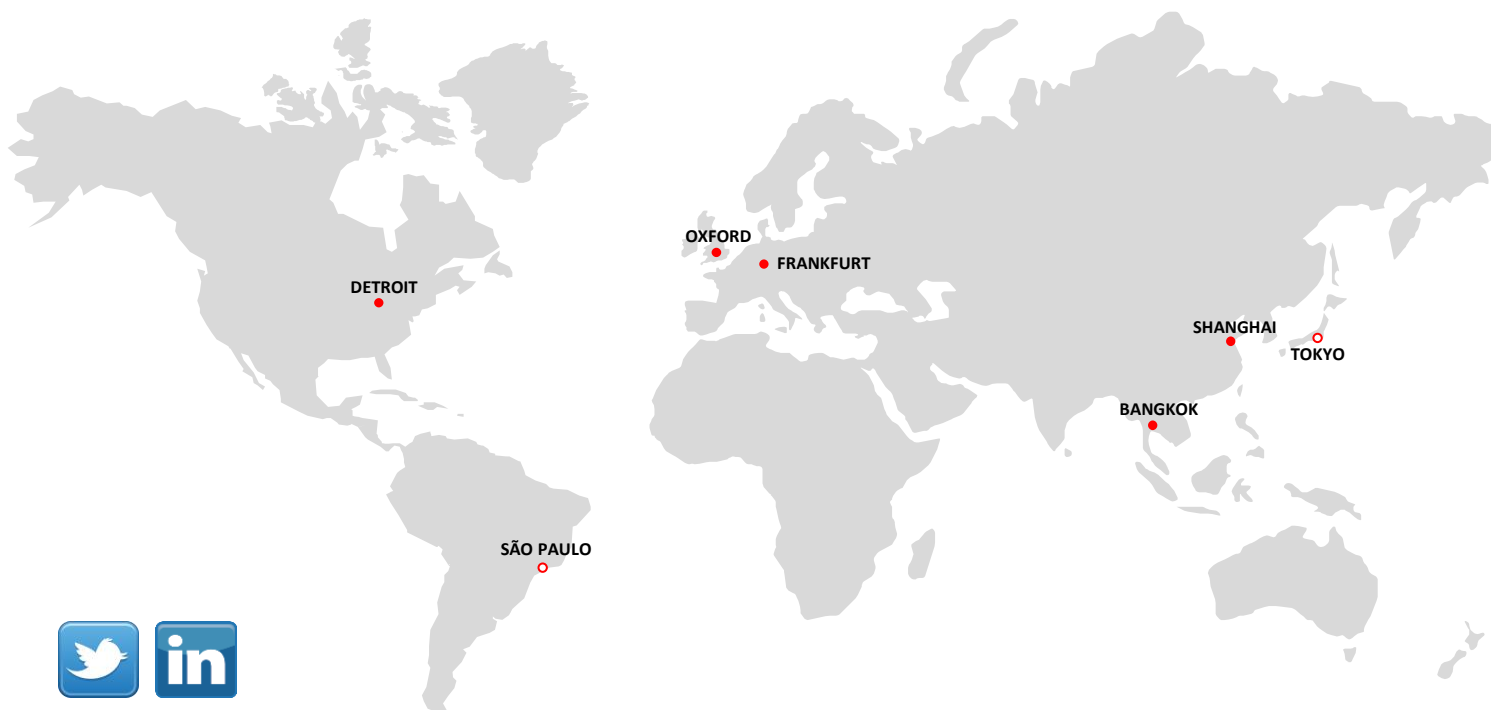 OXFORD
FRANKFURT
DETROIT
SHANGHAI
TOKYO
BANGKOK
SÃO PAULO
in